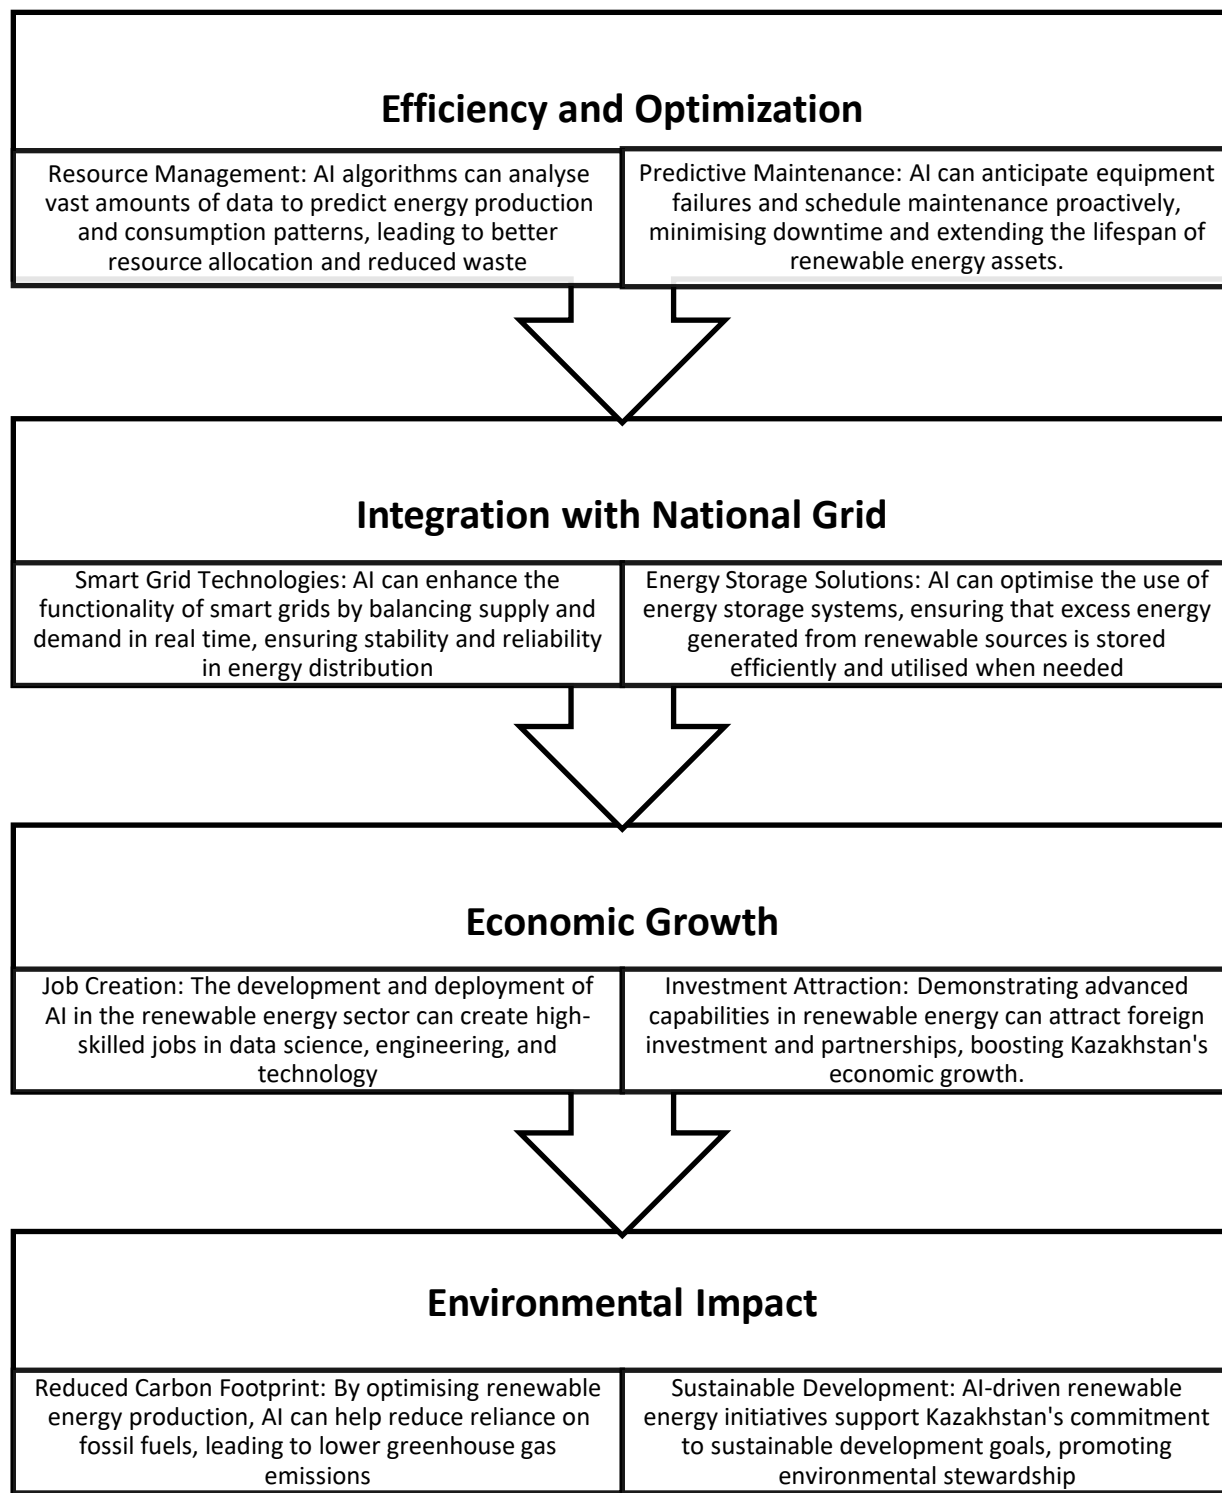 Efficiency and Optimization
Resource Management: AI algorithms can analyse
vast amounts of data to predict energy production
and consumption patterns, leading to better
resource allocation and reduced waste
Predictive Maintenance: AI can anticipate equipment
failures and schedule maintenance proactively,
minimising downtime and extending the lifespan of
renewable energy assets.
Integration with National Grid
Smart Grid Technologies: AI can enhance the
functionality of smart grids by balancing supply and
demand in real time, ensuring stability and reliability
in energy distribution
Energy Storage Solutions: AI can optimise the use of
energy storage systems, ensuring that excess energy
generated from renewable sources is stored
efficiently and utilised when needed
Economic Growth
Job Creation: The development and deployment of
AI in the renewable energy sector can create high-
skilled jobs in data science, engineering, and
technology
Investment Attraction: Demonstrating advanced
capabilities in renewable energy can attract foreign
investment and partnerships, boosting Kazakhstan's
economic growth.
Environmental Impact
Reduced Carbon Footprint: By optimising renewable
energy production, AI can help reduce reliance on
fossil fuels, leading to lower greenhouse gas
emissions
Sustainable Development: AI-driven renewable
energy initiatives support Kazakhstan's commitment
to sustainable development goals, promoting
environmental stewardship